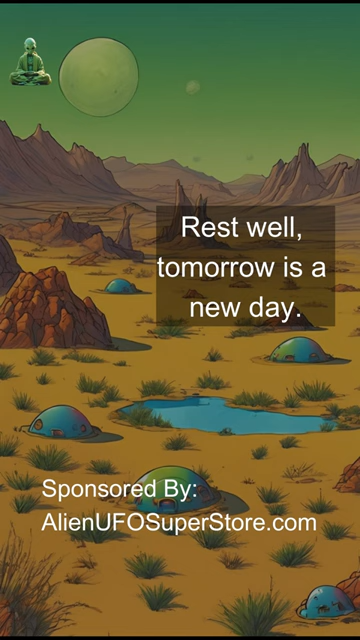 Rest well,
tomorrow is a
new day.
Sponsored By:
AlienUFOSuperStore.com